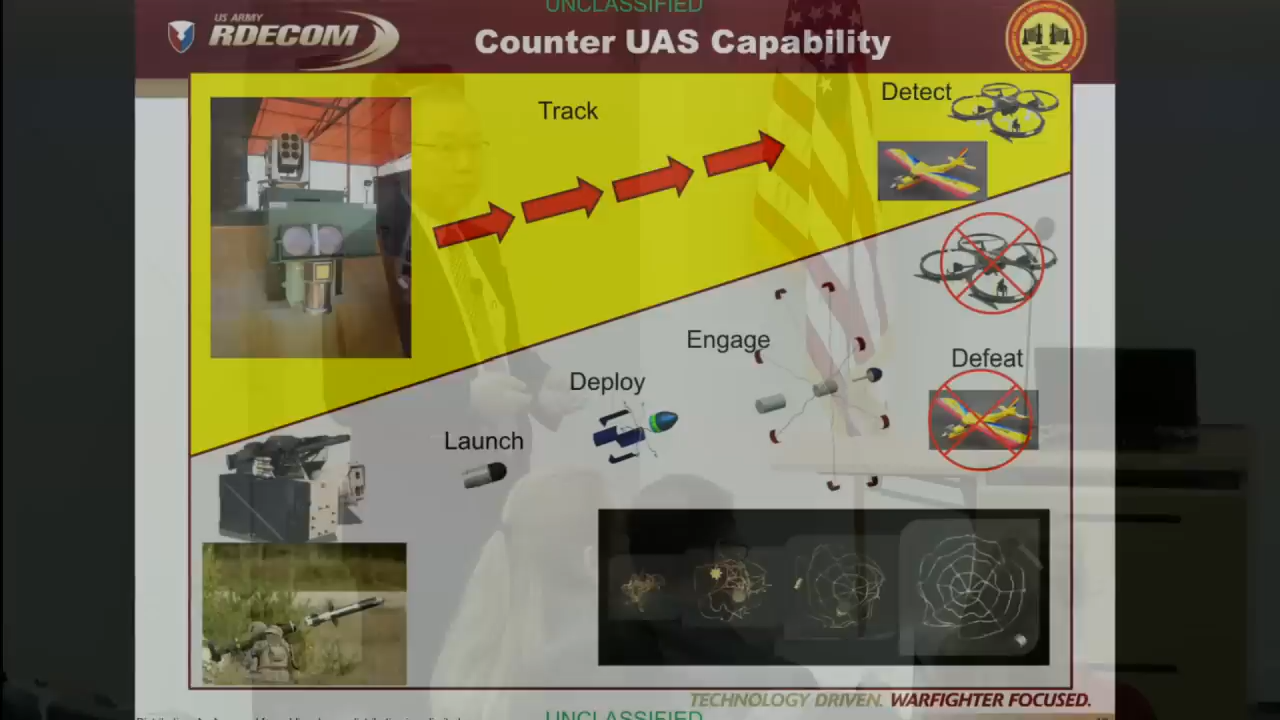 UNCLASSIFIED
US ARMY
RDECOM
Counter UAS Capability
Detect
Track
Engage
Defeat
Deploy
Launch
TECHNOLOGY DRIVEN. WARFIGHTER FOCUSED.
UNCLASSIFIED